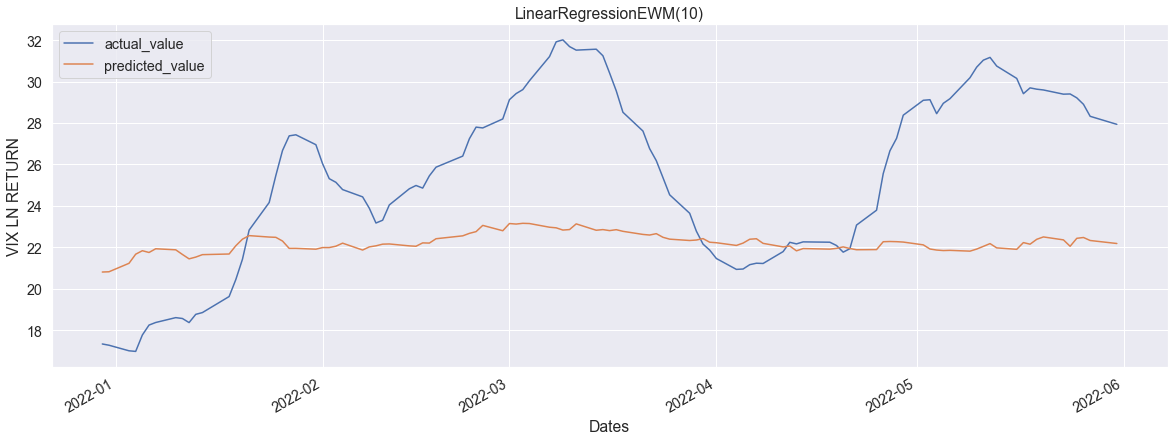 LinearRegressionEWM(10)
actual_value
predicted_value
VIX LN RETURN
32
30
28
26
24
22
20
18
2022-01
2022-02
2022-03
2022-04
2022-05
2022-06
Dates